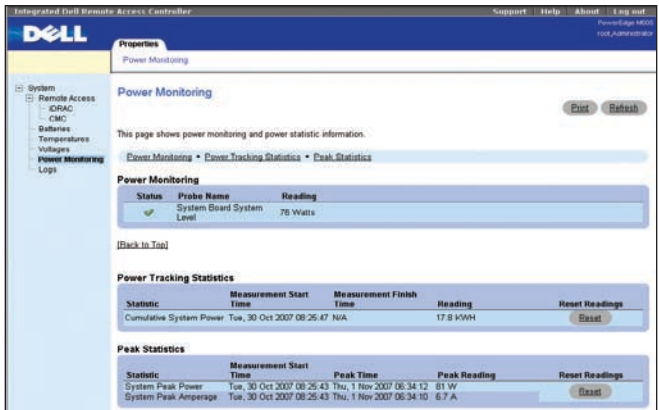 Integrated Dell Remote Access Controller
Support Help About Log out
DELL
PowerEdge M605
root,Administrator
Properties
Power Monitoring
System
Remote Access
iDRAC
CMC
Batteries
Temperatures
Voltages
Power Monitoring
Logs
Power Monitoring
Print Refresh
This page shows power monitoring and power statistic information.
Power Monitoring • Power Tracking Statistics • Peak Statistics
Power Monitoring
Status Probe Name Reading
System Board System Level 78 Watts
[Back to Top]
Power Tracking Statistics
Statistic Measurement Start Time Measurement Finish Time Reading Reset Readings
Cumulative System Power Tue, 30 Oct 2007 08:25:47 N/A 17.8 KWH Reset
Peak Statistics
Statistic Measurement Start Time Peak Time Peak Reading Reset Readings
System Peak Power Tue, 30 Oct 2007 08:25:43 Thu, 1 Nov 2007 06:34:12 81 W
System Peak Amperage Tue, 30 Oct 2007 08:25:43 Thu, 1 Nov 2007 06:34:10 6.7 A
Reset